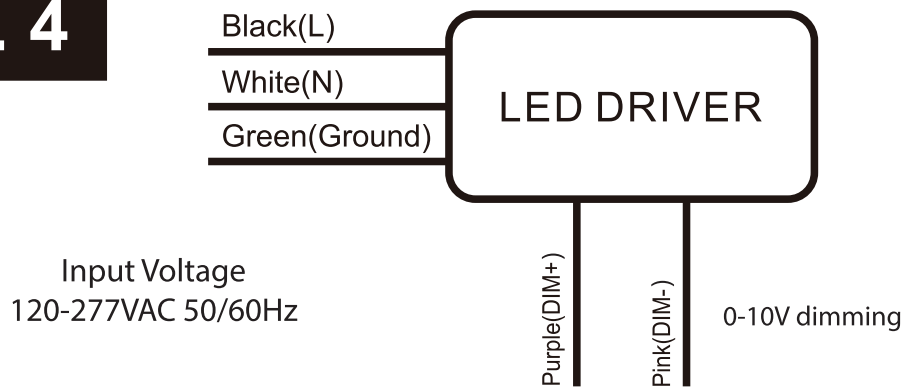 . 4
Black(L)
White(N)
Green(Ground)
LED DRIVER
Input Voltage
120-277VAC 50/60Hz
Purple(DIM+)
Pink(DIM-)
0-10V dimming